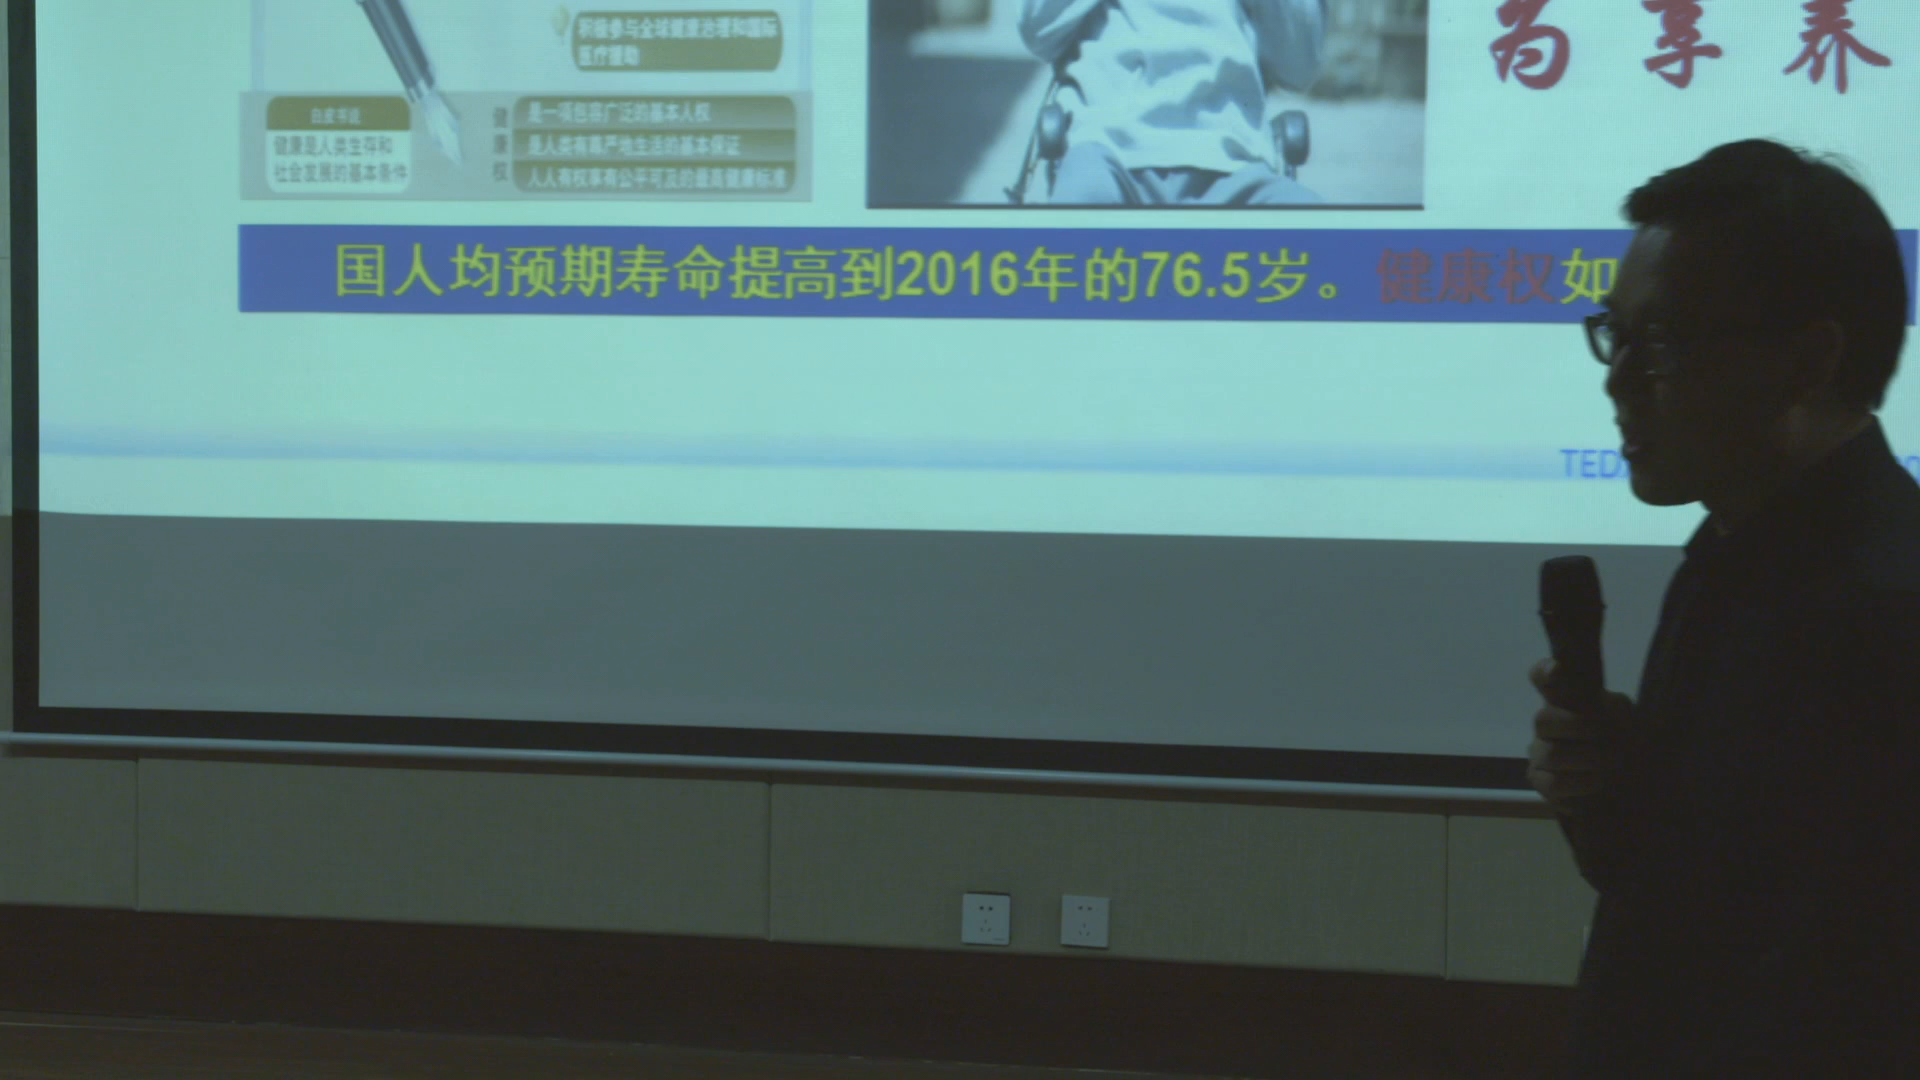 积极参与全球健康治理和国际
医疗援助
为享养
白皮书说
健康是人类生存和
社会发展的基本条件
健康权
是一项包容广泛的基本人权
是人类有尊严地生活的基本保证
人人有权享有公平可及的最高健康标准
国人均预期寿命提高到2016年的76.5岁。健康权如
TED